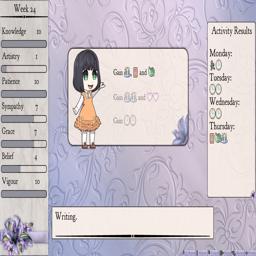 Week 24
Knowledge 10
Artistry 1
Patience 20
Sympathy 7
Grace 7
Belief 4
Vigour 20
Gain and
Gain and
Gain
Writing.
Activity Results
Monday:
Tuesday:
Wednesday:
Thursday: